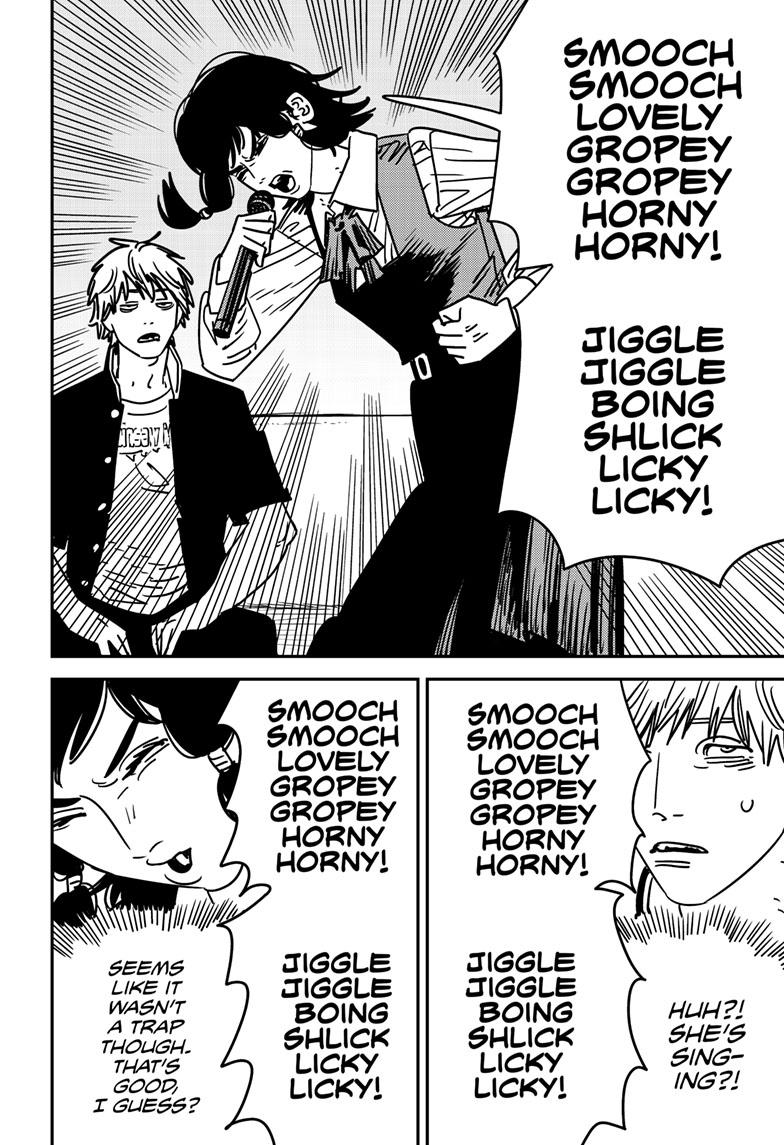 SMOOCH
SMOOCH
LOVELY
GROPEY
GROPEY
HORNY
HORNY!
JIGGLE
JIGGLE
BOING
SHLICK
LICKY
LICKY!
SMOOCH
SMOOCH
LOVELY
GROPEY
GROPEY
HORNY
HORNY!
JIGGLE
JIGGLE
BOING
SHLICK
LICKY
LICKY!
HUH?!
SHE'S
SING-
ING?!
SMOOCH
SMOOCH
LOVELY
GROPEY
GROPEY
HORNY
HORNY!
JIGGLE
JIGGLE
BOING
SHLICK
LICKY
LICKY!
SEEMS
LIKE IT
WASN'T
A TRAP
THOUGH.
THAT'S
GOOD,
I GUESS?